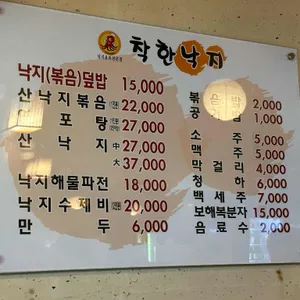 착한낙지
낙지(볶음)덮밥 15,000
산낙지볶음 22,000
연포탕 27,000
산낙지 中 27,000
大 37,000
낙지해물파전 18,000
낙지수제비 20,000
만두 6,000
볶음밥 2,000
공기밥 1,000
소주 5,000
맥주 5,000
막걸리 4,000
청하 6,000
백세주 7,000
보해복분자 15,000
음료수 2,000